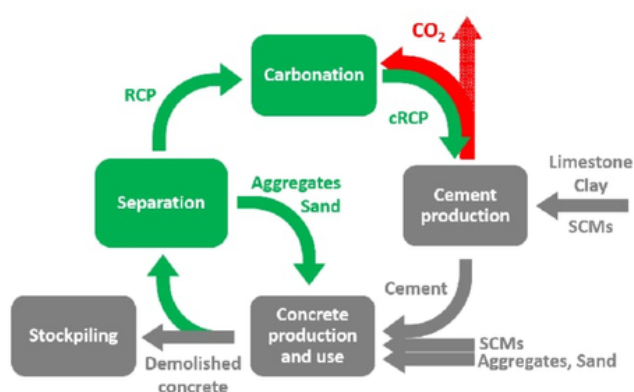 CO2
Carbonation
RCP
cRCP
Limestone
Clay
SCMs
Separation
Aggregates
Sand
Cement
production
Cement
Stockpiling
Demolished
concrete
Concrete
production
and use
SCMs
Aggregates, Sand